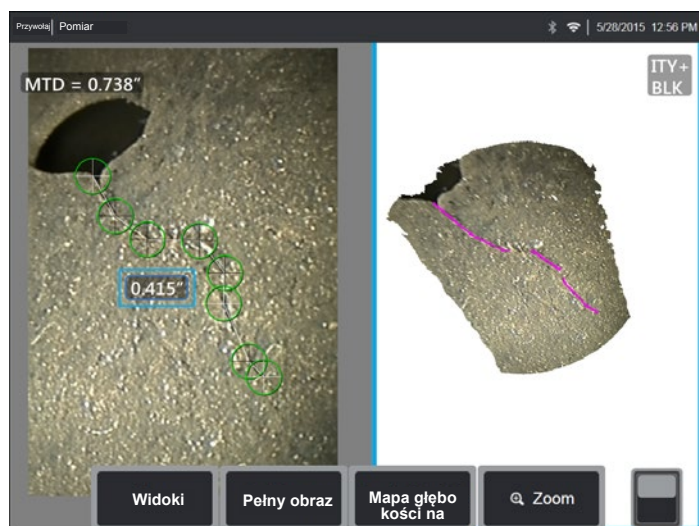 Przywołaj Pomiar
5/28/2015 12:56 PM
MTD = 0.738"
ITY+
BLK
0.415"
Widoki
Pełny obraz
Mapa głębo
kości na
Zoom